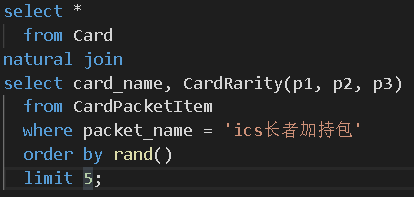 select *
from Card
natural join
select card_name, CardRarity(p1, p2, p3)
from CardPacketItem
where packet_name = 'ics长者加持包'
order by rand()
limit 5;